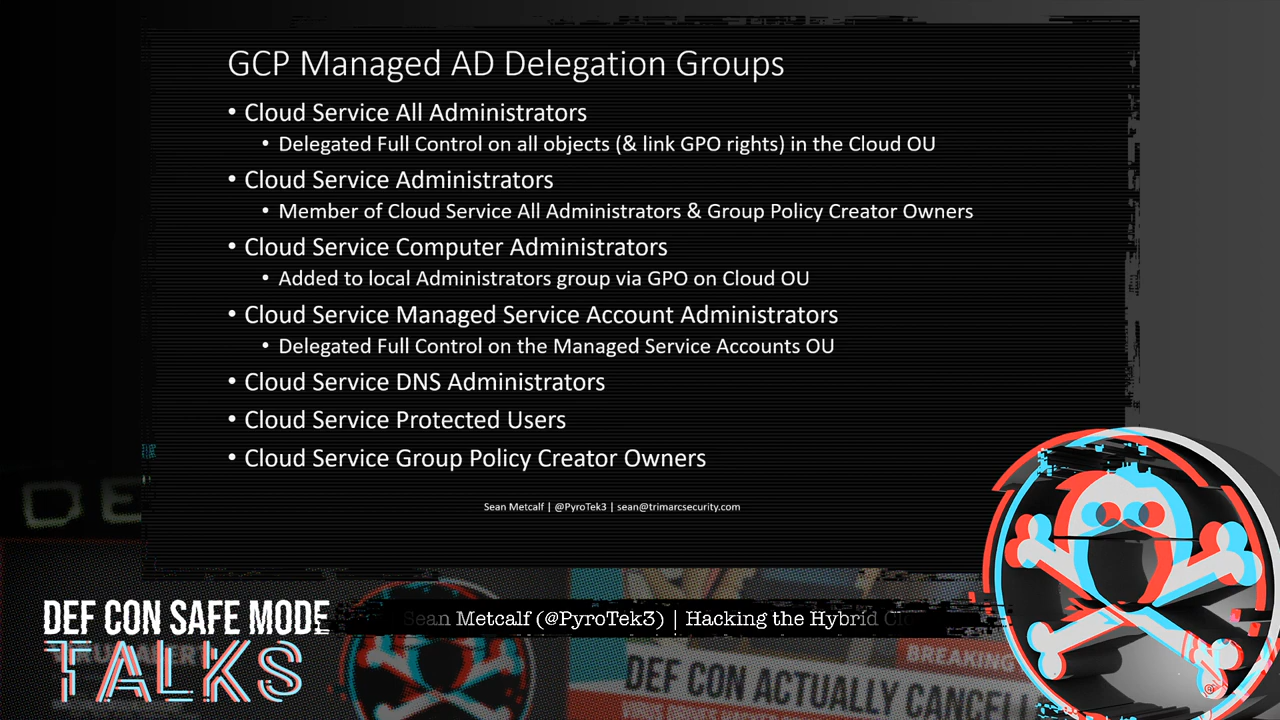 GCP Managed AD Delegation Groups
• Cloud Service All Administrators
• Delegated Full Control on all objects (& link GPO rights) in the Cloud OU
• Cloud Service Administrators
• Member of Cloud Service All Administrators & Group Policy Creator Owners
• Cloud Service Computer Administrators
• Added to local Administrators group via GPO on Cloud OU
• Cloud Service Managed Service Account Administrators
• Delegated Full Control on the Managed Service Accounts OU
• Cloud Service DNS Administrators
• Cloud Service Protected Users
• Cloud Service Group Policy Creator Owners
Sean Metcalf | @PyroTek3 | sean@trimarcsecurity.com
DE
DEF CON SAFE MODE
TALKS
Sean Metcalf (@PyroTek3) | Hacking the Hybrid Clo
BREAKING
DEF CON ACTUALLY CANCELL